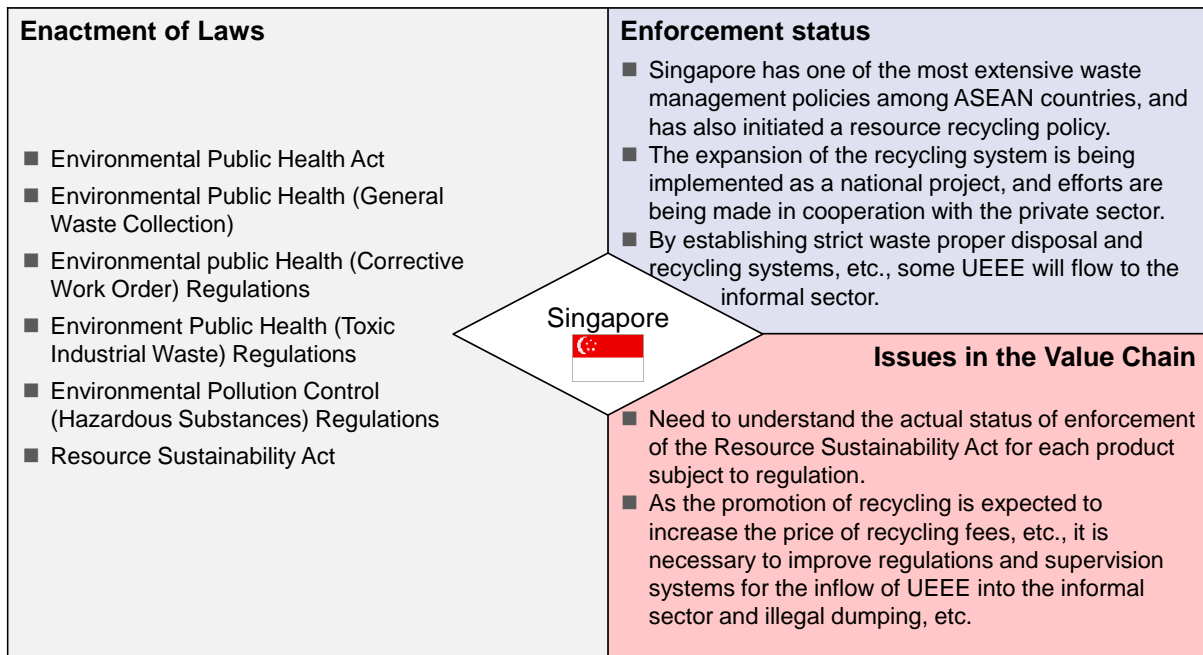 Enactment of Laws
■ Environmental Public Health Act
■ Environmental Public Health (General
Waste Collection)
■ Environmental public Health (Corrective
Work Order) Regulations
■ Environment Public Health (Toxic
Industrial Waste) Regulations
■ Environmental Pollution Control
(Hazardous Substances) Regulations
■ Resource Sustainability Act
Enforcement status
■ Singapore has one of the most extensive waste
management policies among ASEAN countries, and
has also initiated a resource recycling policy.
■ The expansion of the recycling system is being
implemented as a national project, and efforts are
being made in cooperation with the private sector.
■ By establishing strict waste proper disposal and
recycling systems, etc., some UEEE will flow to the
informal sector.
Singapore
Issues in the Value Chain
■ Need to understand the actual status of enforcement
of the Resource Sustainability Act for each product
subject to regulation.
■ As the promotion of recycling is expected to
increase the price of recycling fees, etc., it is
necessary to improve regulations and supervision
systems for the inflow of UEEE into the informal
sector and illegal dumping, etc.